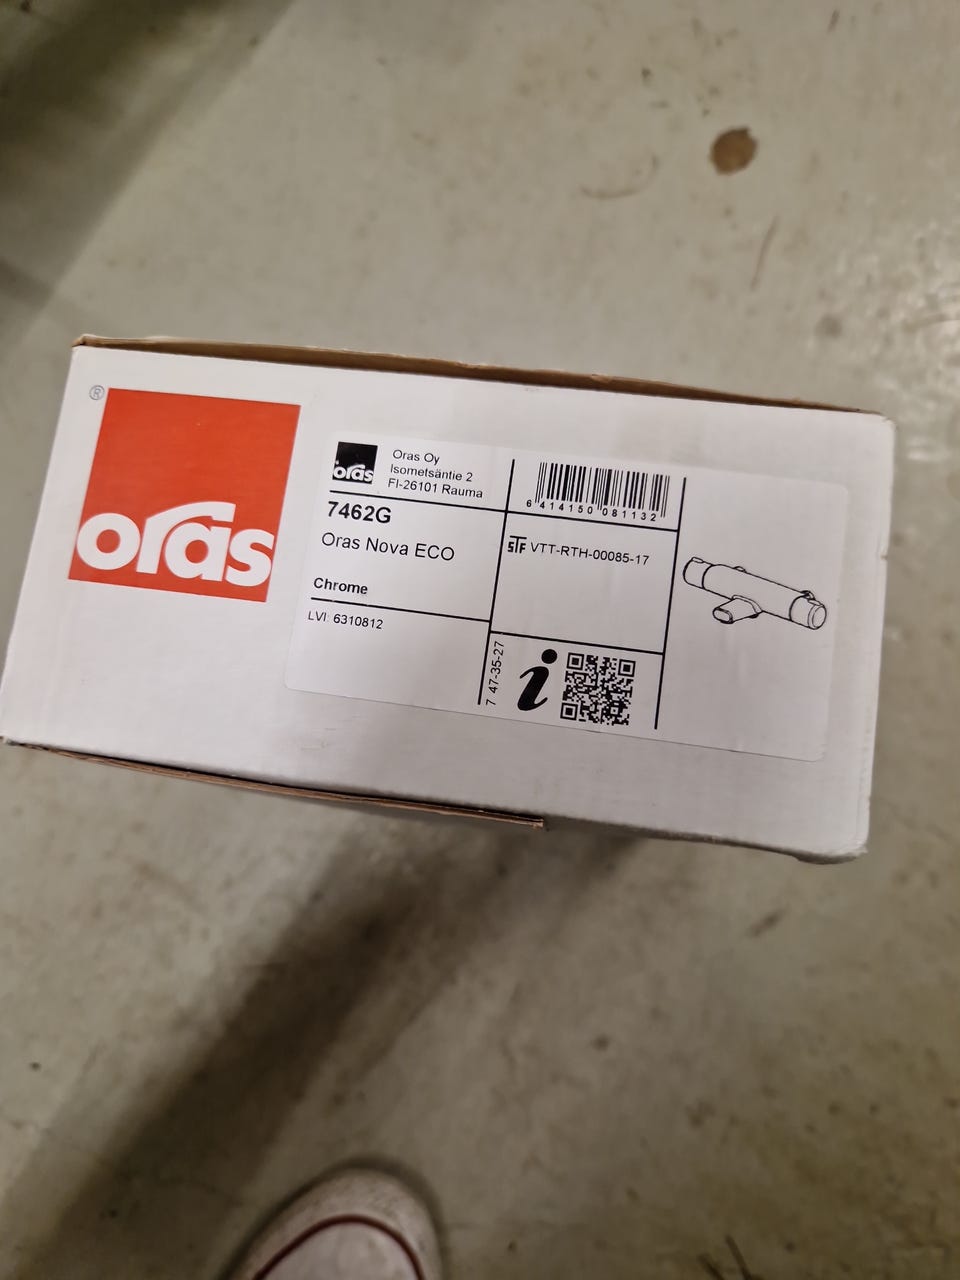 ®
oras
oras
Oras Oy
Isometsäntie 2
FI-26101 Rauma
7462G
Oras Nova ECO
Chrome
LVI: 6310812
6 414150 081132
STF VTT-RTH-00085-17
7 47-35-27
i